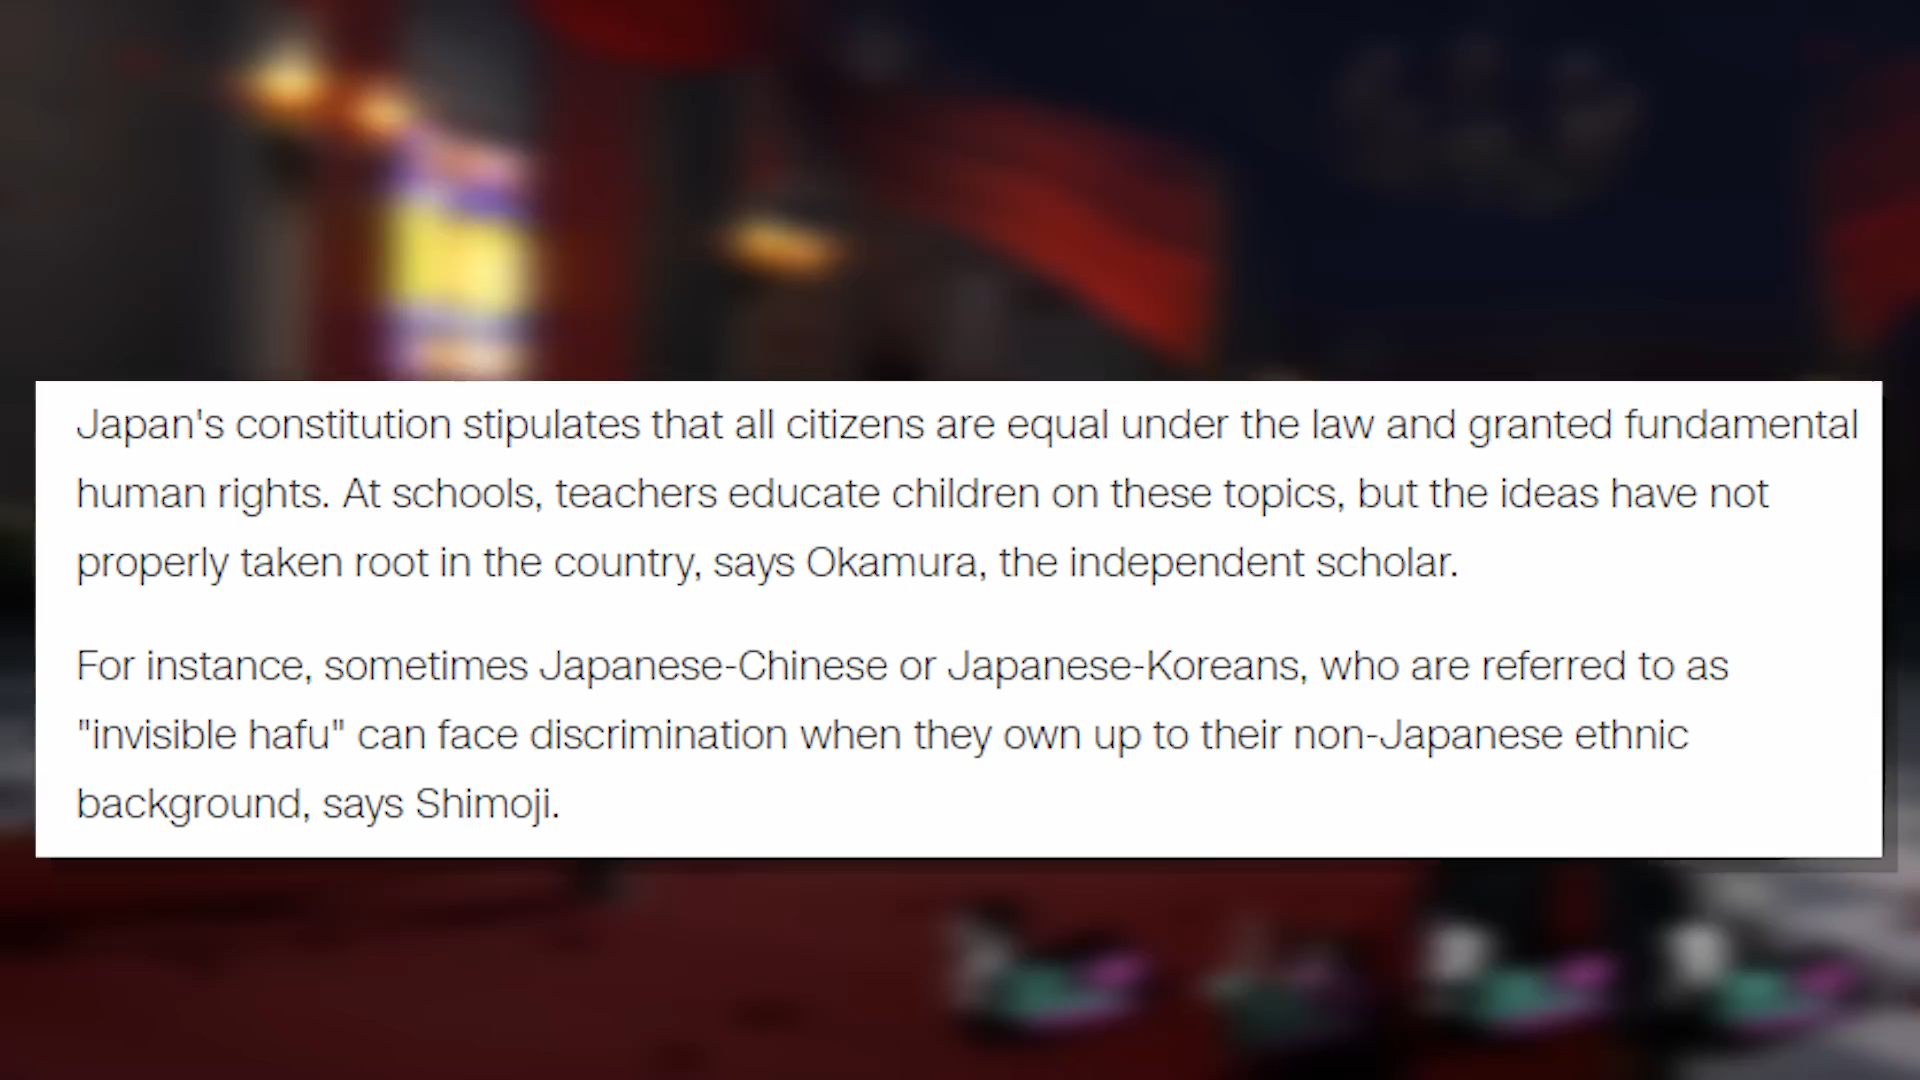 Japan's constitution stipulates that all citizens are equal under the law and granted fundamental
human rights. At schools, teachers educate children on these topics, but the ideas have not
properly taken root in the country, says Okamura, the independent scholar.
For instance, sometimes Japanese-Chinese or Japanese-Koreans, who are referred to as
"invisible hafu" can face discrimination when they own up to their non-Japanese ethnic
background, says Shimoji.